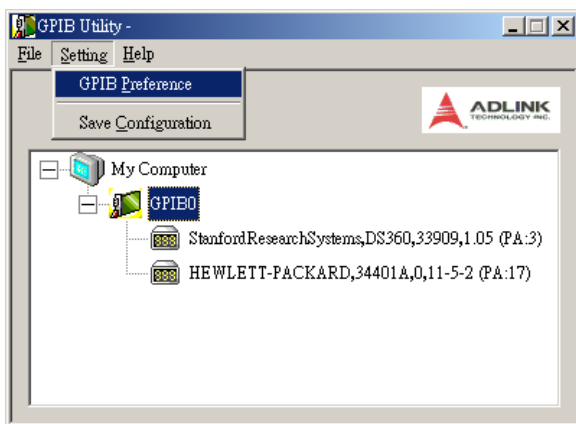 GPIB Utility -
File Setting Help
GPIB Preference
Save Configuration
ADLINK
TECHNOLOGY INC.
My Computer
GPIB0
StanfordResearchSystems,DS360,33909,1.05 (PA:3)
HEWLETT-PACKARD,34401A,0,11-5-2 (PA:17)